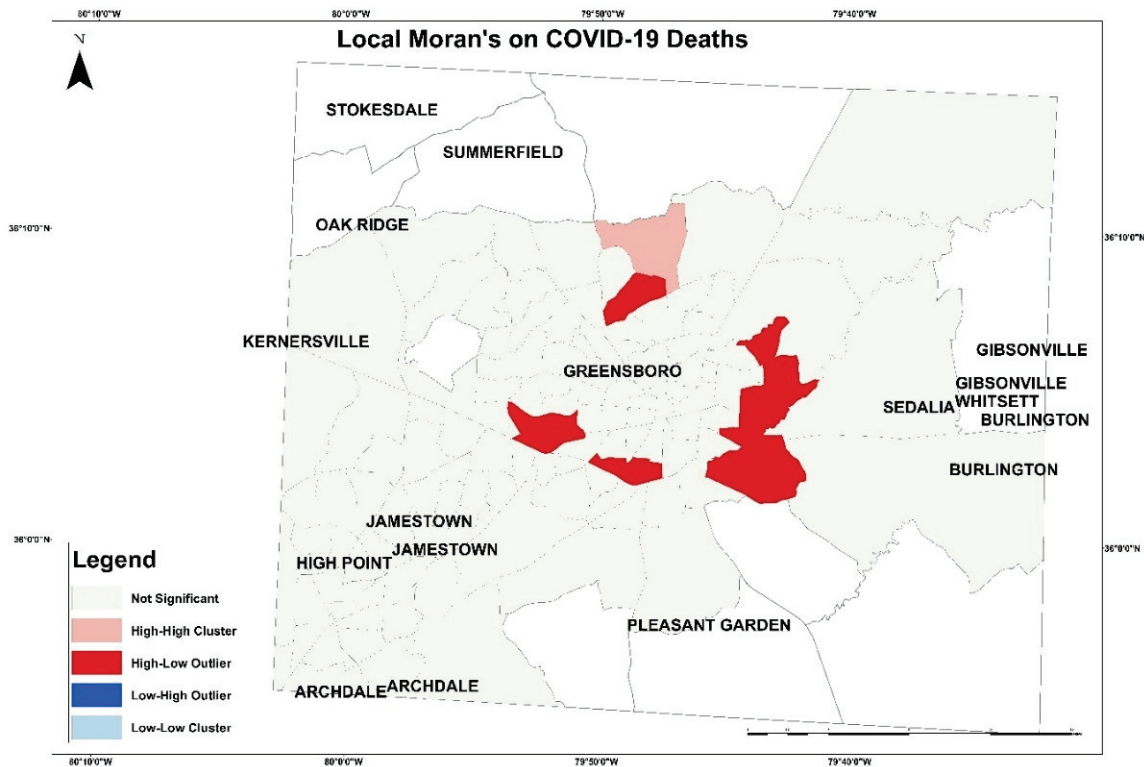 80°10'0"W 80°0'0"W 79°50'0"W 79°40'0"W
Local Moran's on COVID-19 Deaths
N
STOKESDALE
SUMMERFIELD
OAK RIDGE
36°10'0"N 36°10'0"N
KERNERSVILLE
GREENSBORO
GIBSONVILLE
GIBSONVILLE
SEDALIA WHITSETT
BURLINGTON
BURLINGTON
JAMESTOWN
JAMESTOWN
36°0'0"N 36°0'0"N
HIGH POINT
PLEASANT GARDEN
ARCHDALE ARCHDALE
Legend
Not Significant
High-High Cluster
High-Low Outlier
Low-High Outlier
Low-Low Cluster
80°10'0"W 80°0'0"W 79°50'0"W 79°40'0"W